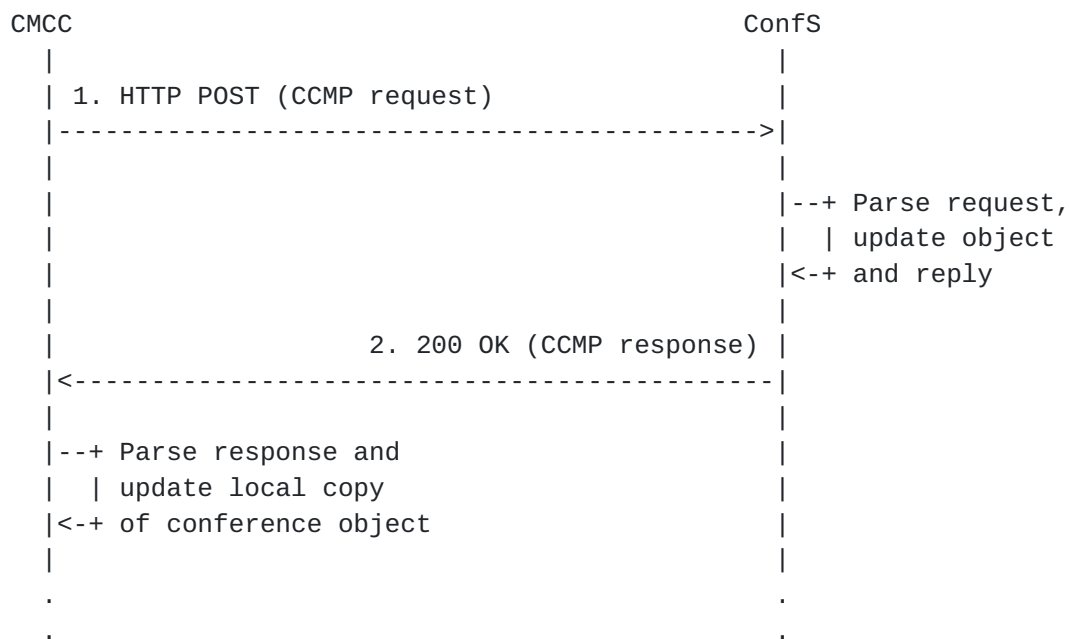 CMCC                                           ConfS
  |                                              |
  | 1. HTTP POST (CCMP request)                  |
  |--------------------------------------------->|
  |                                              |
  |                                              |--+ Parse request,
  |                                              |  | update object
  |                                              |<-+ and reply
  |                                              |
  |                    2. 200 OK (CCMP response) |
  |<---------------------------------------------|
  |                                              |
  |--+ Parse response and                        |
  |  | update local copy                         |
  |<-+ of conference object                      |
  |                                              |
  .                                              .
  .                                              .